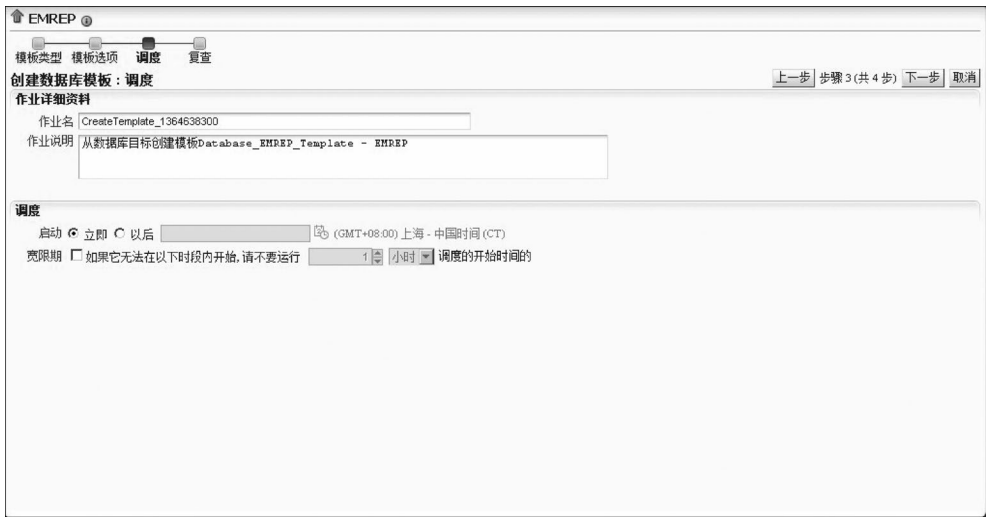 EMREP
模板类型 模板选项 调度 复查
创建数据库模板：调度
上一步 步骤 3 (共 4 步) 下一步 取消
作业详细资料
作业名 CreateTemplate_1364638300
作业说明 从数据库目标创建模板Database_EMREP_Template - EMREP
调度
启动 立即 以后 (GMT+08:00) 上海 - 中国时间 (CT)
宽限期 如果它无法在以下时段内开始, 请不要运行 1 小时 调度的开始时间的